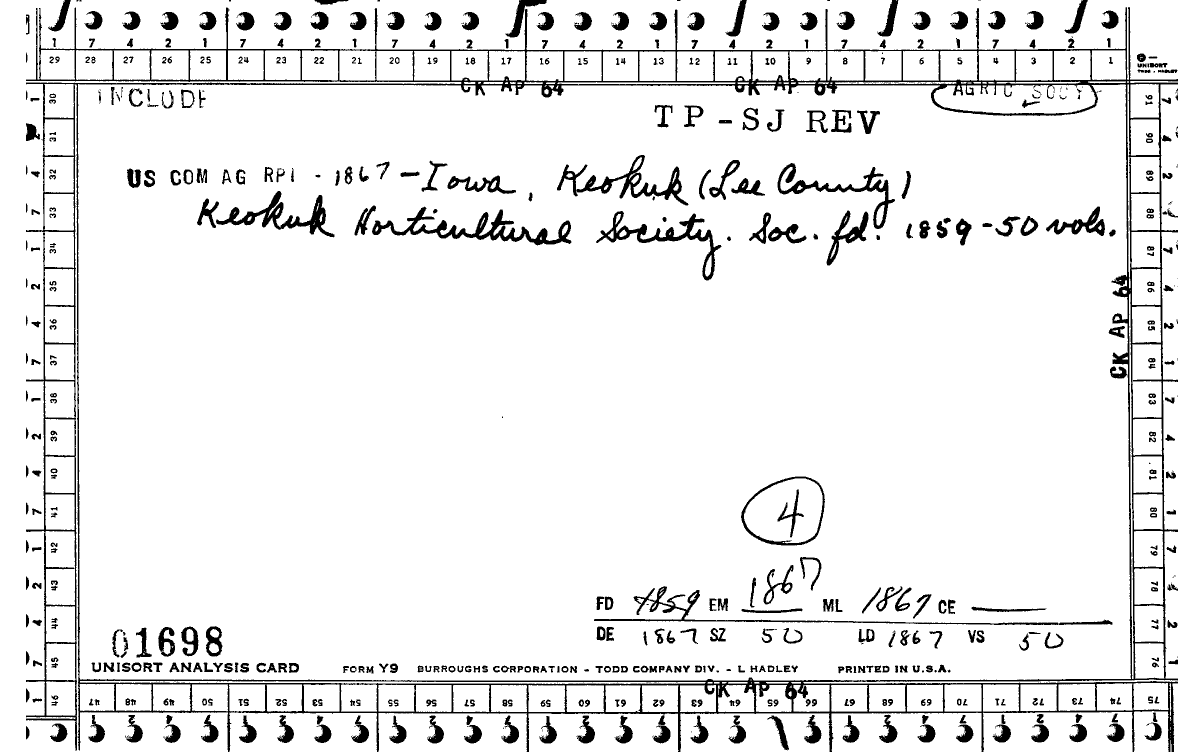 1 7 4 2 1 7 4 2 1 7 4 2 1 7 4 2 1 7 4 2 1 7 4 2 1 7 4 2 1
29 28 27 26 25 24 23 22 21 20 19 18 17 16 15 14 13 12 11 10 9 8 7 6 5 4 3 2 1
UNISORT
TODD - HADLEY
CK AP 64 CK AP 64
INCLUDE AGRIC SOCY
TP-SJ REV
US COM AG RPT - 1867 - Iowa, Keokuk (Lee County)
Keokuk Horticultural Society. Soc. fd. 1859 - 50 vols.
CK AP 64
4
FD 1859 EM 1867 ML 1867 CE
DE 1867 SZ 50 LD 1867 VS 50
01698
UNISORT ANALYSIS CARD FORM Y9 BURROUGHS CORPORATION - TODD COMPANY DIV. - L HADLEY PRINTED IN U.S.A.
CK AP 64
30 31 32 33 34 35 36 37 38 39 40 41 42 43 44 45 46
47 48 49 50 51 52 53 54 55 56 57 58 59 60 61 62 63 64 65 66 67 68 69 70 71 72 73 74 75
91 90 89 88 87 86 85 84 83 82 81 80 79 78 77 76